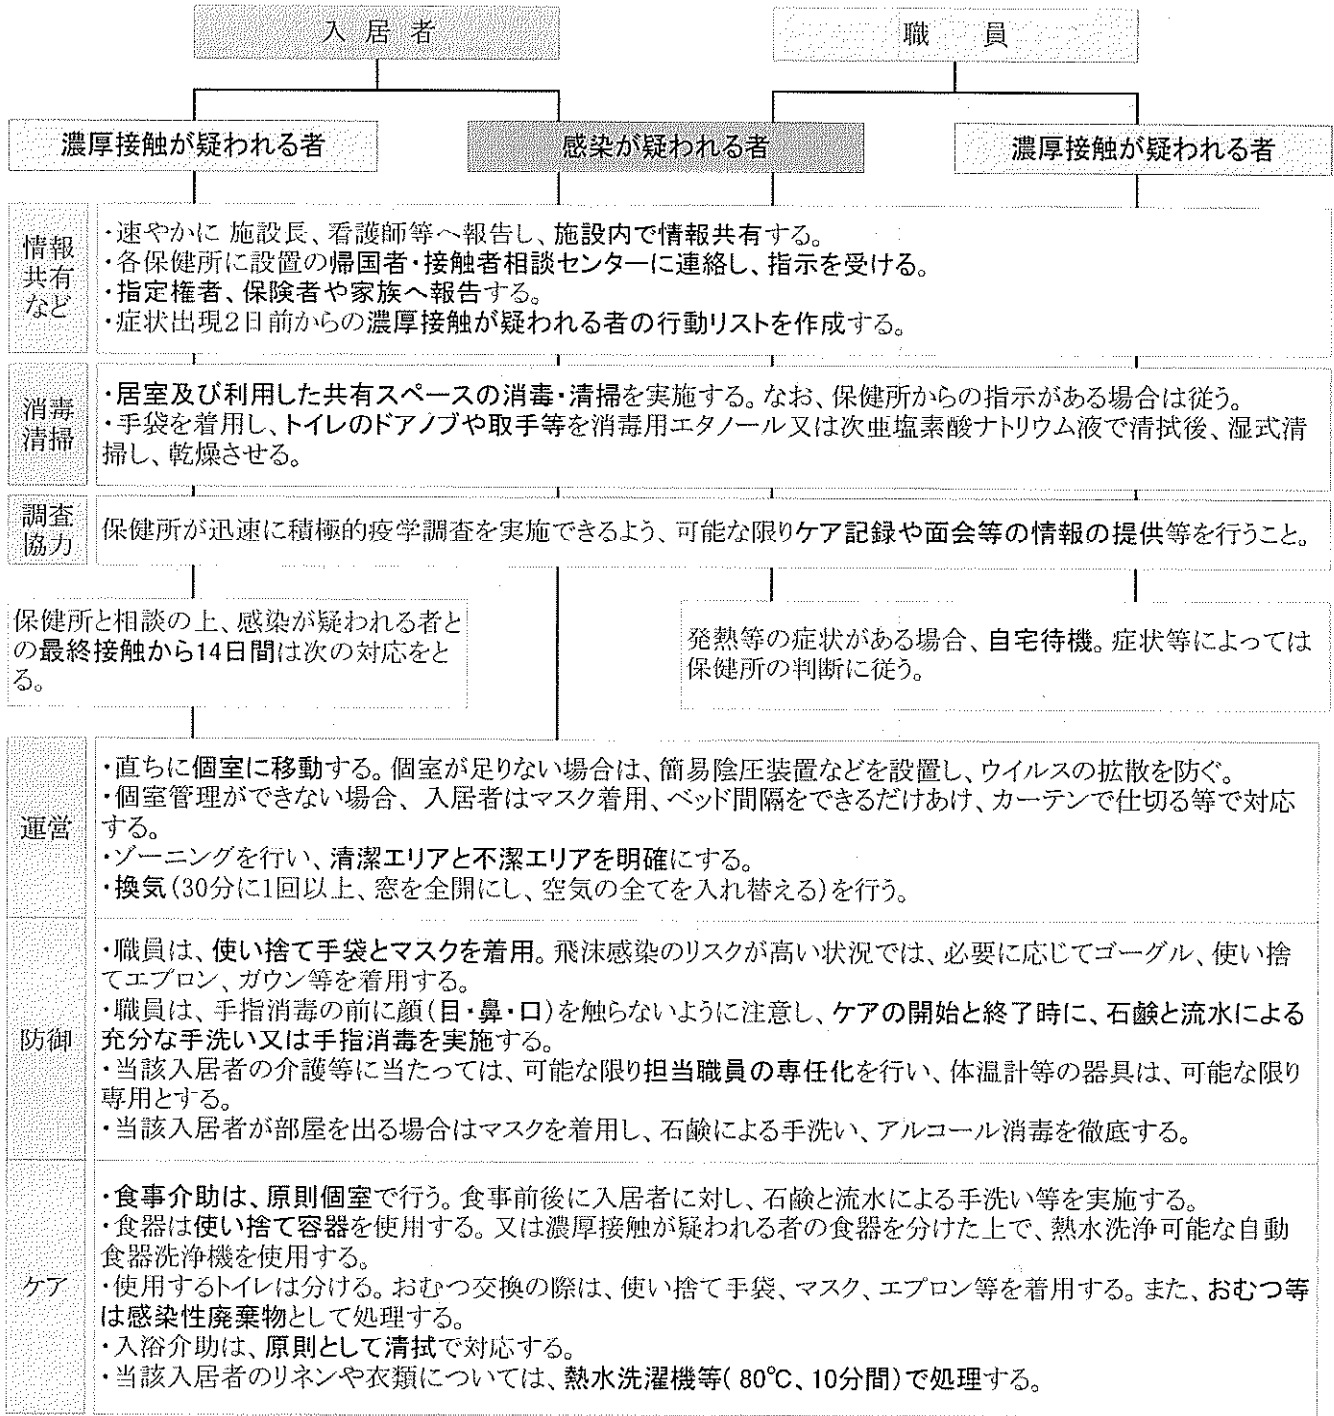 入居者
職員
濃厚接触が疑われる者
感染が疑われる者
濃厚接触が疑われる者
情報
共有
など
・速やかに 施設長、看護師等へ報告し、施設内で情報共有する。
・各保健所に設置の帰国者・接触者相談センターに連絡し、指示を受ける。
・指定権者、保険者や家族へ報告する。
・症状出現2日前からの濃厚接触が疑われる者の行動リストを作成する。
消毒
清掃
・居室及び利用した共有スペースの消毒・清掃を実施する。なお、保健所からの指示がある場合は従う。
・手袋を着用し、トイレのドアノブや取手等を消毒用エタノール又は次亜塩素酸ナトリウム液で清拭後、湿式清
掃し、乾燥させる。
調査
協力
保健所が迅速に積極的疫学調査を実施できるよう、可能な限りケア記録や面会等の情報の提供等を行うこと。
保健所と相談の上、感染が疑われる者と
の最終接触から14日間は次の対応をと
る。
発熱等の症状がある場合、自宅待機。症状等によっては
保健所の判断に従う。
運営
・直ちに個室に移動する。個室が足りない場合は、簡易陰圧装置などを設置し、ウイルスの拡散を防ぐ。
・個室管理ができない場合、 入居者はマスク着用、ベッド間隔をできるだけあけ、カーテンで仕切る等で対応
する。
・ゾーニングを行い、清潔エリアと不潔エリアを明確にする。
・換気(30分に1回以上、窓を全開にし、空気の全てを入れ替える)を行う。
防御
・職員は、使い捨て手袋とマスクを着用。飛沫感染のリスクが高い状況では、必要に応じてゴーグル、使い捨
てエプロン、ガウン等を着用する。
・職員は、手指消毒の前に顔(目・鼻・口)を触らないように注意し、ケアの開始と終了時に、石鹸と流水による
充分な手洗い又は手指消毒を実施する。
・当該入居者の介護等に当たっては、可能な限り担当職員の専任化を行い、体温計等の器具は、可能な限り
専用とする。
・当該入居者が部屋を出る場合はマスクを着用し、石鹸による手洗い、アルコール消毒を徹底する。
ケア
・食事介助は、原則個室で行う。食事前後に入居者に対し、石鹸と流水による手洗い等を実施する。
・食器は使い捨て容器を使用する。又は濃厚接触が疑われる者の食器を分けた上で、熱水洗浄可能な自動
食器洗浄機を使用する。
・使用するトイレは分ける。おむつ交換の際は、使い捨て手袋、マスク、エプロン等を着用する。また、おむつ等
は感染性廃棄物として処理する。
・入浴介助は、原則として清拭で対応する。
・当該入居者のリネンや衣類については、熱水洗濯機等( 80℃、10分間)で処理する。